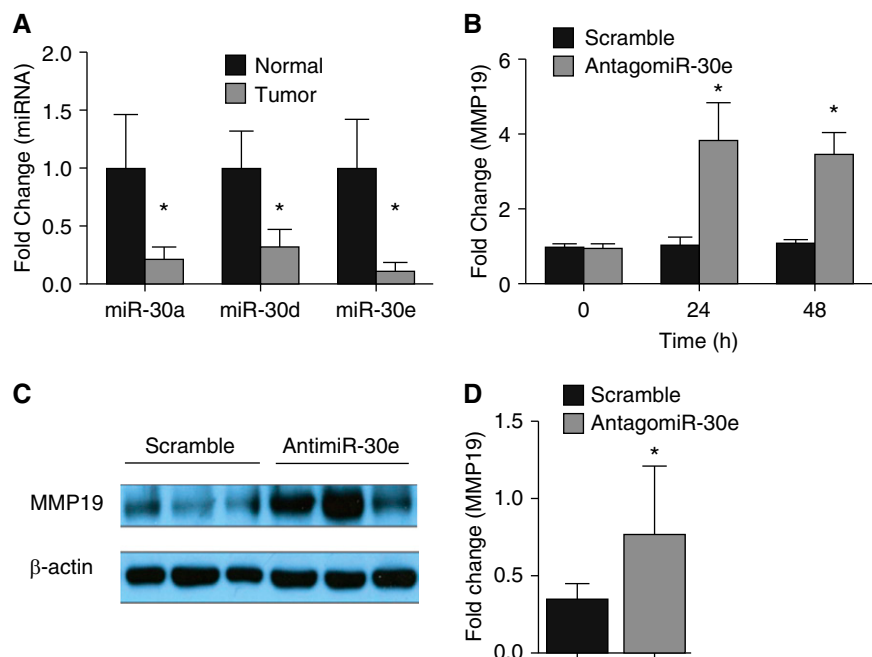 A
Fold Change (miRNA)
2.0
1.5
1.0
0.5
0.0
Normal
Tumor
*
*
*
miR-30a
miR-30d
miR-30e
B
Scramble
AntagomiR-30e
Fold Change (MMP19)
6
4
2
0
*
*
0
24
48
Time (h)
C
Scramble
AntimiR-30e
MMP19
β-actin
D
Scramble
AntagomiR-30e
Fold change (MMP19)
1.5
1.0
0.5
0.0
*